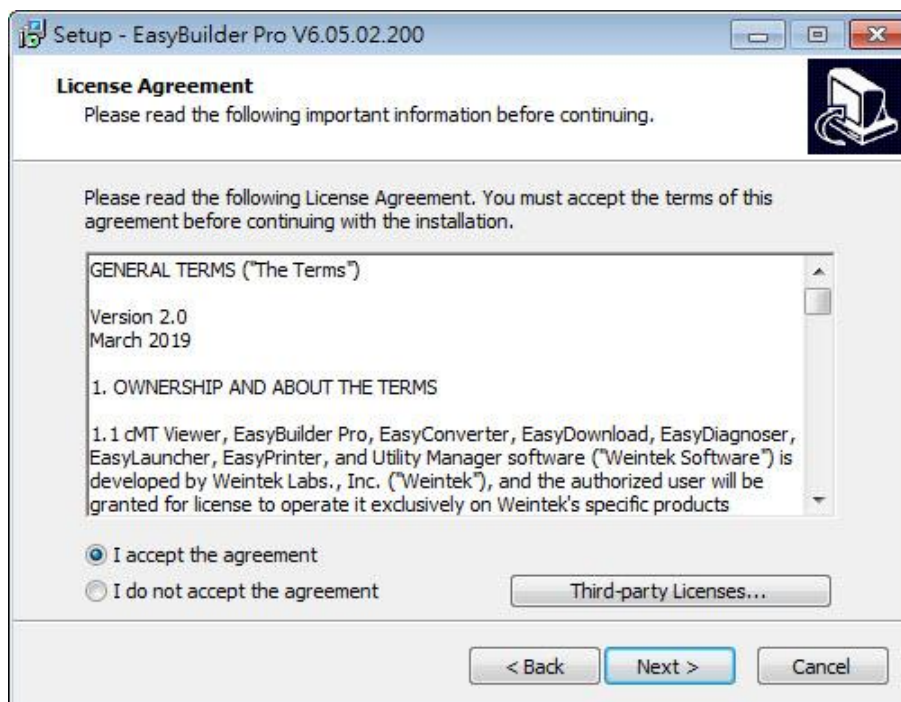 Setup - EasyBuilder Pro V6.05.02.200
License Agreement
Please read the following important information before continuing.
Please read the following License Agreement. You must accept the terms of this
agreement before continuing with the installation.
GENERAL TERMS ("The Terms")
Version 2.0
March 2019
1. OWNERSHIP AND ABOUT THE TERMS
1.1 cMT Viewer, EasyBuilder Pro, EasyConverter, EasyDownload, EasyDiagnoser,
EasyLauncher, EasyPrinter, and Utility Manager software ("Weintek Software") is
developed by Weintek Labs., Inc. ("Weintek"), and the authorized user will be
granted for license to operate it exclusively on Weintek's specific products
I accept the agreement
I do not accept the agreement
Third-party Licenses...
< Back
Next >
Cancel